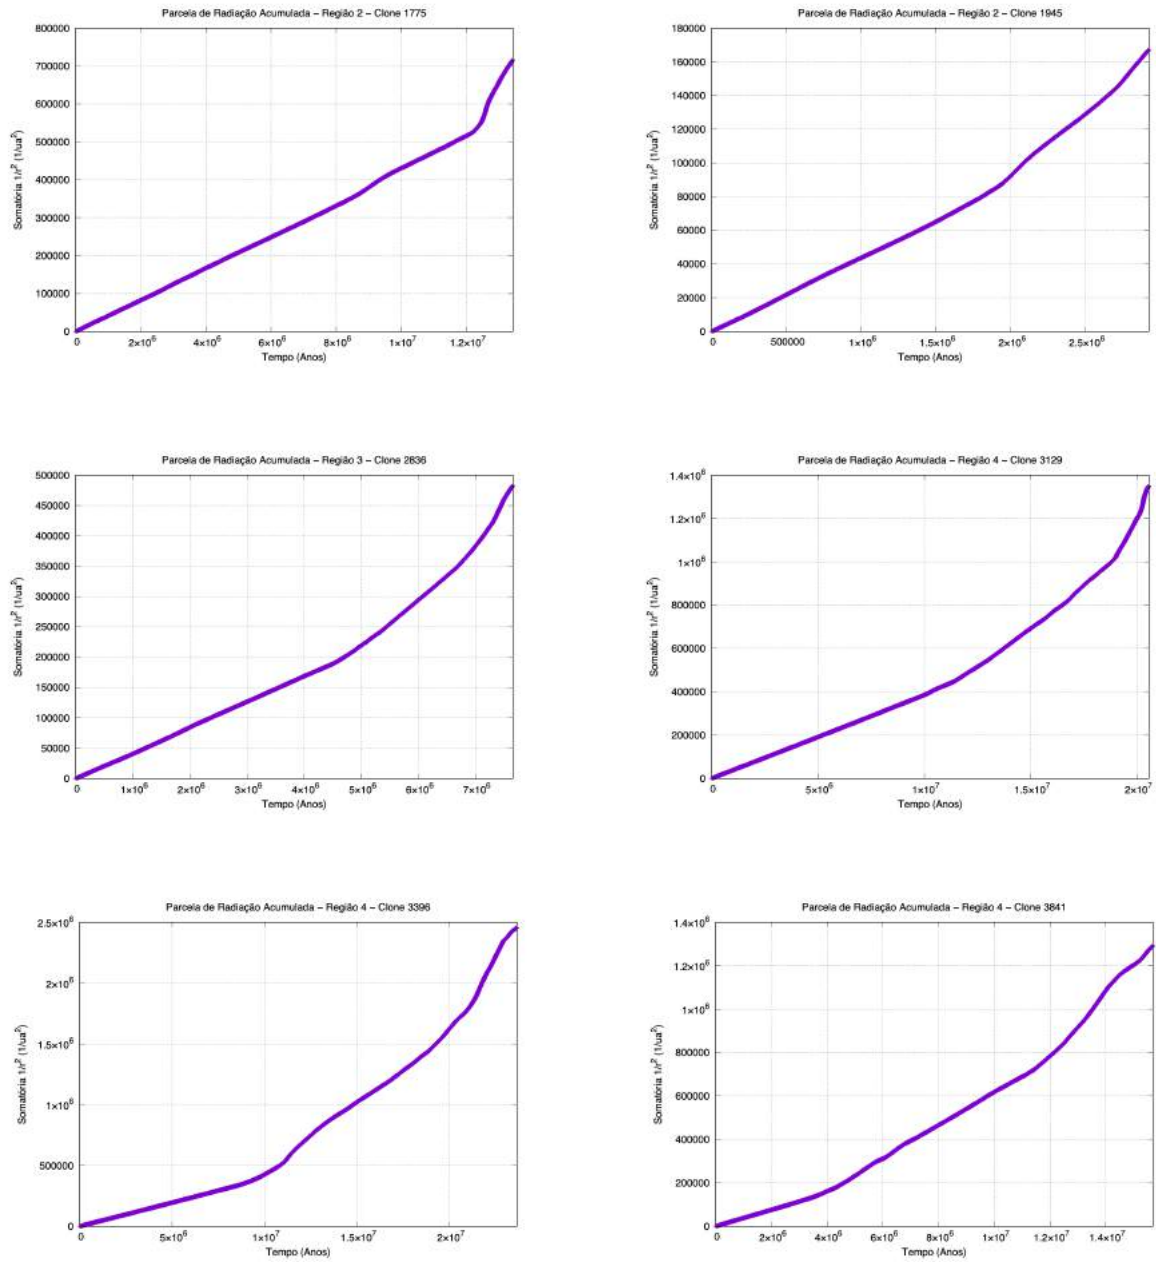 Parcela de Radiação Acumulada – Região 2 – Clone 1775
800000
700000
600000
500000
400000
300000
200000
100000
0
Somatória 1/r² (1/ua²)
0 2×10⁶ 4×10⁶ 6×10⁶ 8×10⁶ 1×10⁷ 1.2×10⁷
Tempo (Anos)
Parcela de Radiação Acumulada – Região 2 – Clone 1945
180000
160000
140000
120000
100000
80000
60000
40000
20000
0
Somatória 1/r² (1/ua²)
0 500000 1×10⁶ 1.5×10⁶ 2×10⁶ 2.5×10⁶
Tempo (Anos)
Parcela de Radiação Acumulada – Região 3 – Clone 2836
500000
450000
400000
350000
300000
250000
200000
150000
100000
50000
0
Somatória 1/r² (1/ua²)
0 1×10⁶ 2×10⁶ 3×10⁶ 4×10⁶ 5×10⁶ 6×10⁶ 7×10⁶
Tempo (Anos)
Parcela de Radiação Acumulada – Região 4 – Clone 3129
1.4×10⁶
1.2×10⁶
1×10⁶
800000
600000
400000
200000
0
Somatória 1/r² (1/ua²)
0 5×10⁶ 1×10⁷ 1.5×10⁷ 2×10⁷
Tempo (Anos)
Parcela de Radiação Acumulada – Região 4 – Clone 3396
2.5×10⁶
2×10⁶
1.5×10⁶
1×10⁶
500000
0
Somatória 1/r² (1/ua²)
0 5×10⁶ 1×10⁷ 1.5×10⁷ 2×10⁷
Tempo (Anos)
Parcela de Radiação Acumulada – Região 4 – Clone 3841
1.4×10⁶
1.2×10⁶
1×10⁶
800000
600000
400000
200000
0
Somatória 1/r² (1/ua²)
0 2×10⁶ 4×10⁶ 6×10⁶ 8×10⁶ 1×10⁷ 1.2×10⁷ 1.4×10⁷
Tempo (Anos)